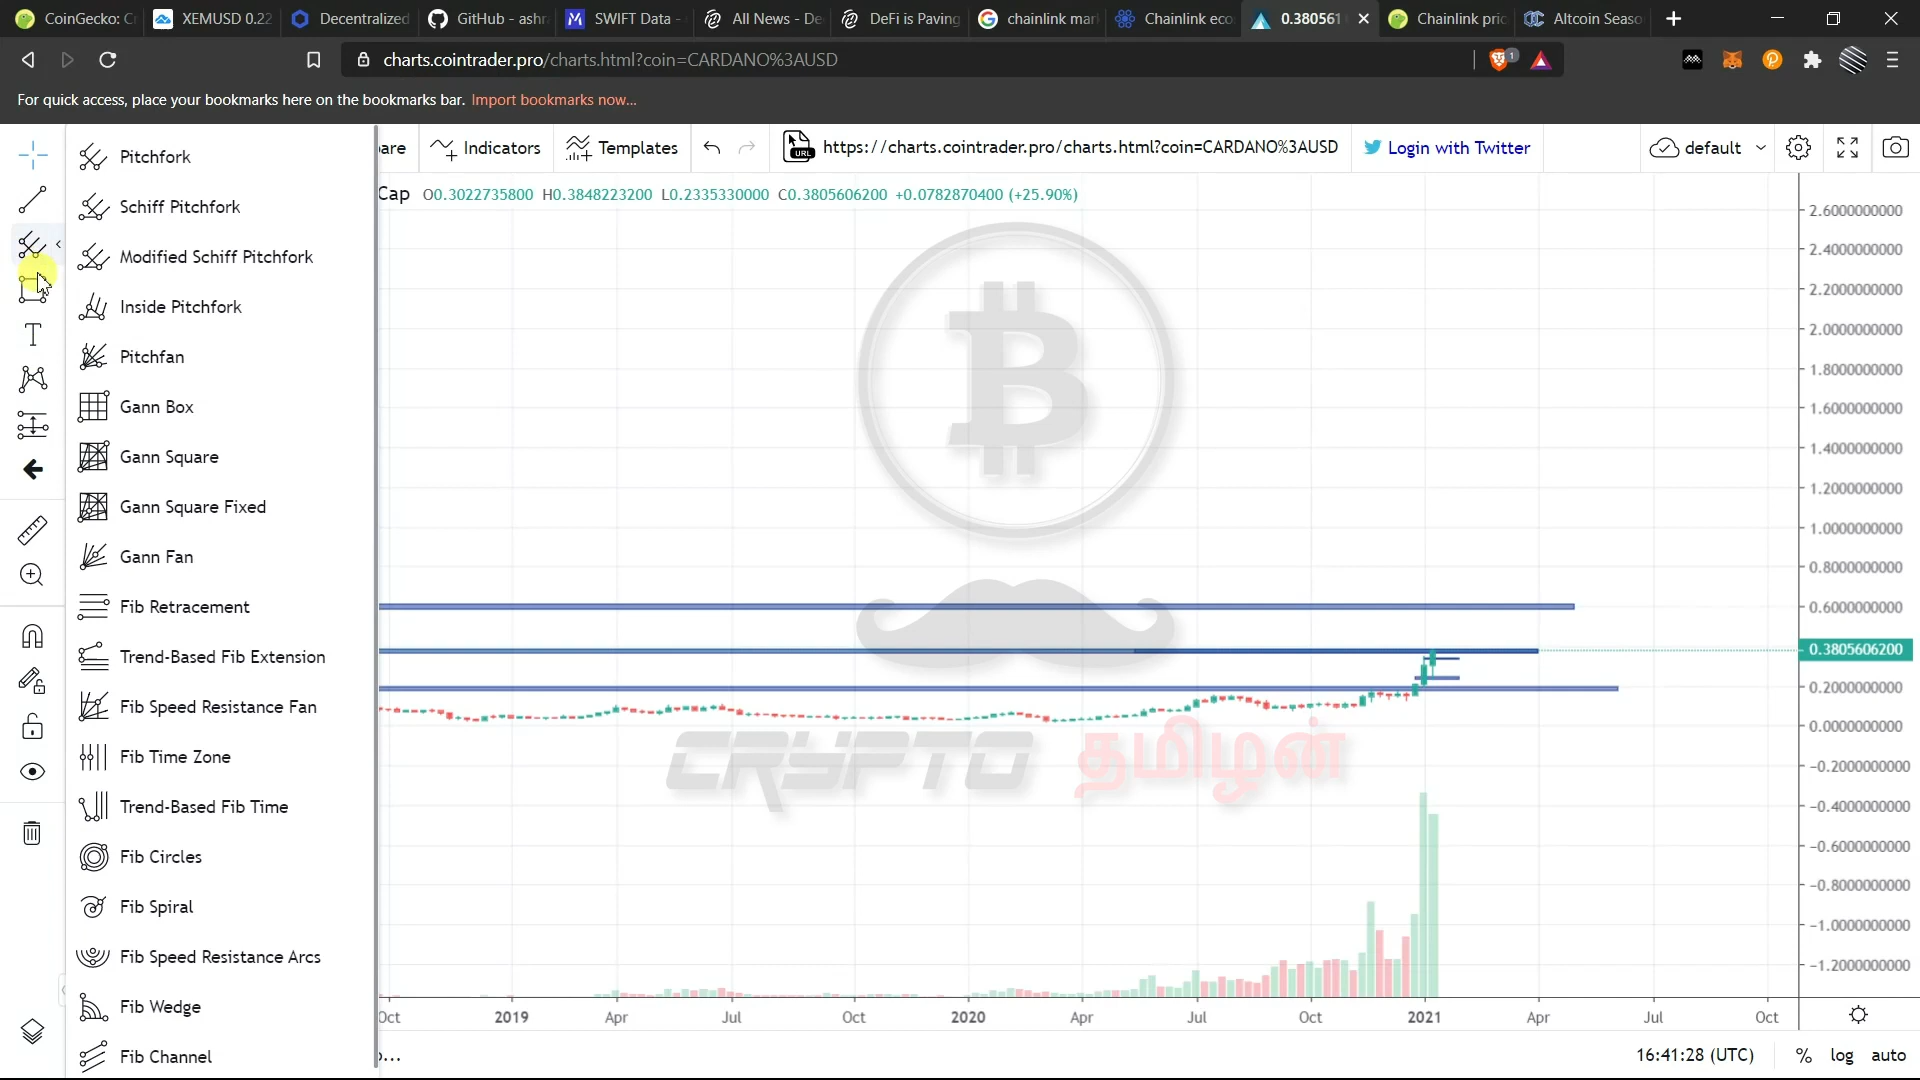 CoinGecko: C
XEMUSD 0.22
Decentralized
GitHub - ashr
SWIFT Data -
All News - De
DeFi is Paving
chainlink mar
Chainlink eco
0.380561
Chainlink pric
Altcoin Seaso
charts.cointrader.pro/charts.html?coin=CARDANO%3AUSD
1
For quick access, place your bookmarks here on the bookmarks bar. Import bookmarks now...
are
Indicators
Templates
URL
https://charts.cointrader.pro/charts.html?coin=CARDANO%3AUSD
Login with Twitter
default
Cap O0.3022735800 H0.3848223200 L0.2335330000 C0.3805606200 +0.0782870400 (+25.90%)
Pitchfork
Schiff Pitchfork
Modified Schiff Pitchfork
Inside Pitchfork
Pitchfan
Gann Box
Gann Square
Gann Square Fixed
Gann Fan
Fib Retracement
Trend-Based Fib Extension
Fib Speed Resistance Fan
Fib Time Zone
Trend-Based Fib Time
Fib Circles
Fib Spiral
Fib Speed Resistance Arcs
Fib Wedge
Fib Channel
T
2.6000000000
2.4000000000
2.2000000000
2.0000000000
1.8000000000
1.6000000000
1.4000000000
1.2000000000
1.0000000000
0.8000000000
0.6000000000
0.3805606200
0.2000000000
0.0000000000
-0.2000000000
-0.4000000000
-0.6000000000
-0.8000000000
-1.0000000000
-1.2000000000
CRYPTO தமிழன்
Oct 2019 Apr Jul Oct 2020 Apr Jul Oct 2021 Apr Jul Oct
...
16:41:28 (UTC)
% log auto